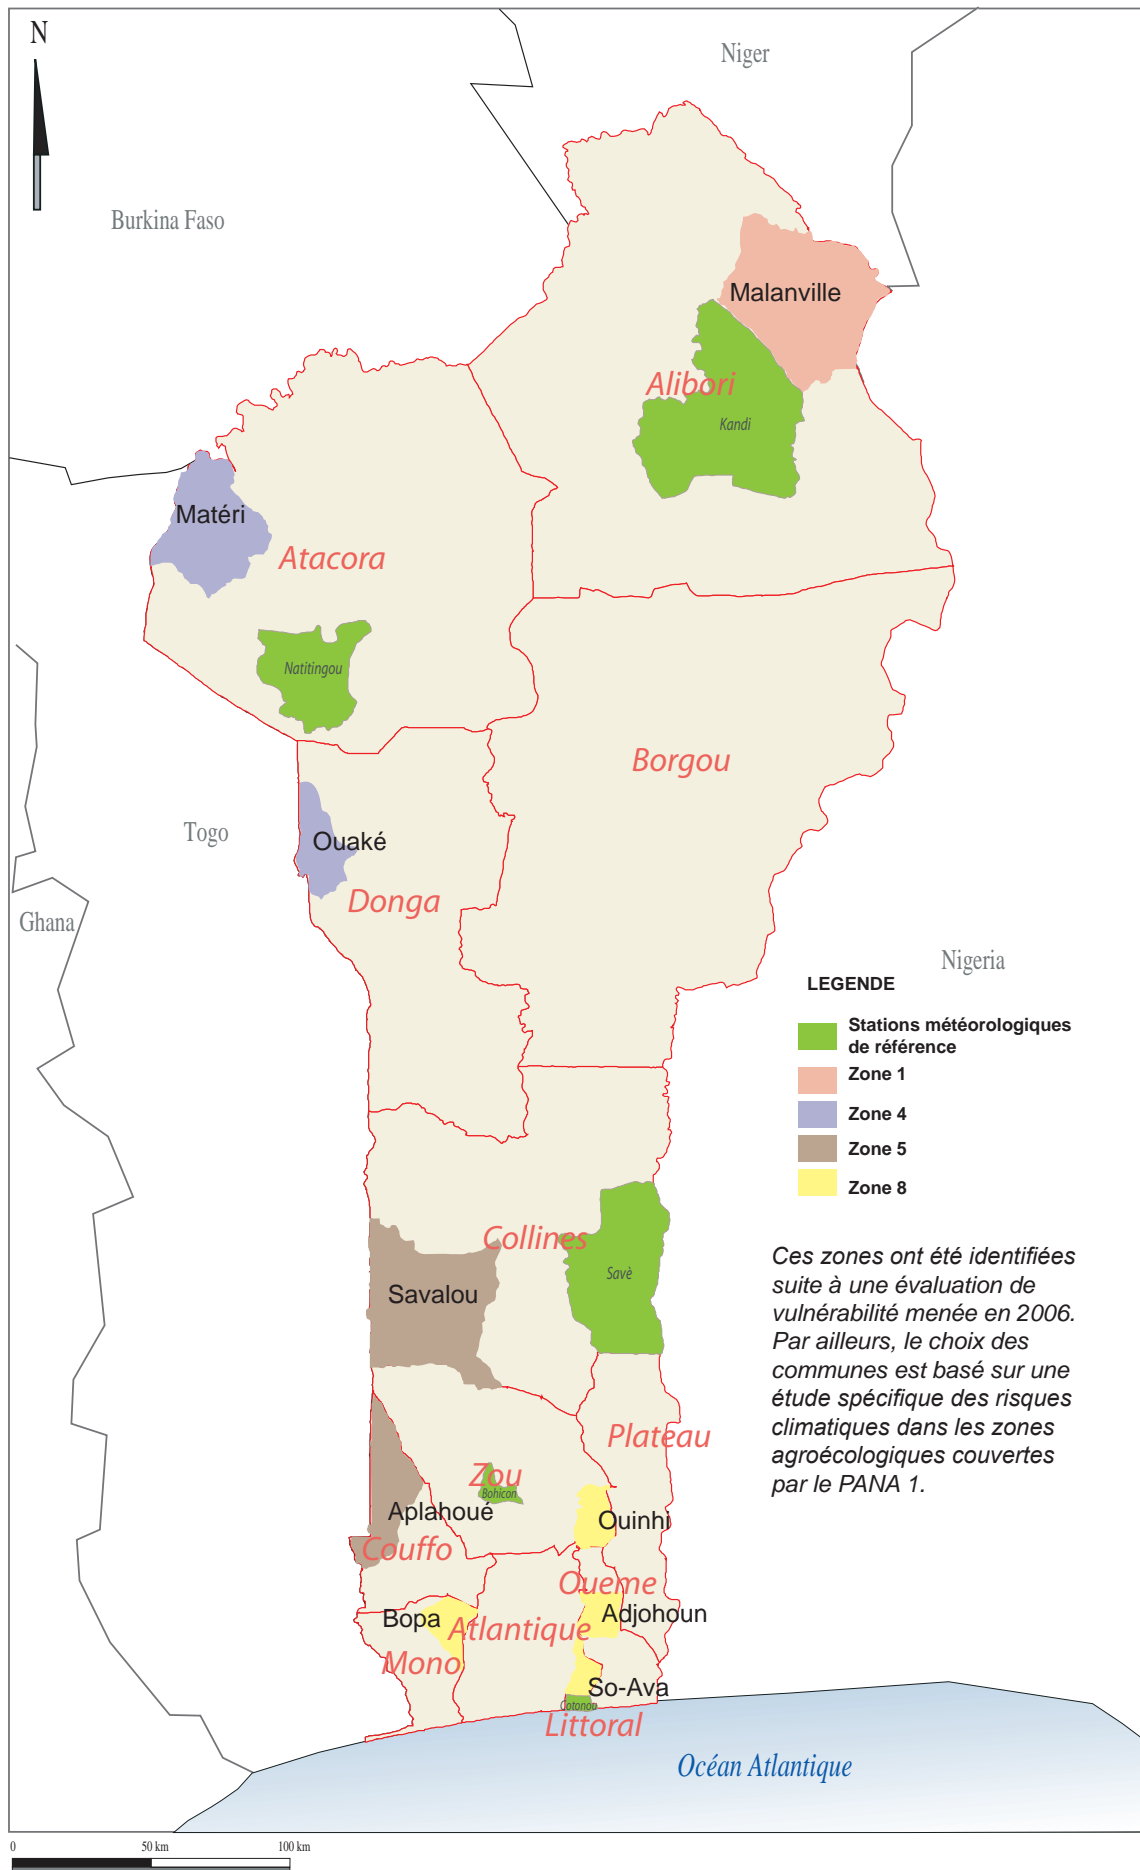 N
Niger
Burkina Faso
Malanville
Alibori
Kandi
Matéri
Atacora
Natitingou
Borgou
Togo
Ouaké
Donga
Ghana
Nigeria
LEGENDE
Stations météorologiques
de référence
Zone 1
Zone 4
Zone 5
Zone 8
Collines
Savè
Savalou
Ces zones ont été identifiées
suite à une évaluation de
vulnérabilité menée en 2006.
Par ailleurs, le choix des
communes est basé sur une
étude spécifique des risques
climatiques dans les zones
agroécologiques couvertes
par le PANA 1.
Plateau
Zou
Bohicon
Aplahoué
Ouinhi
Couffo
Oueme
Adjohoun
Bopa
Atlantique
Mono
So-Ava
Cotonou
Littoral
Océan Atlantique
0 50 km 100 km